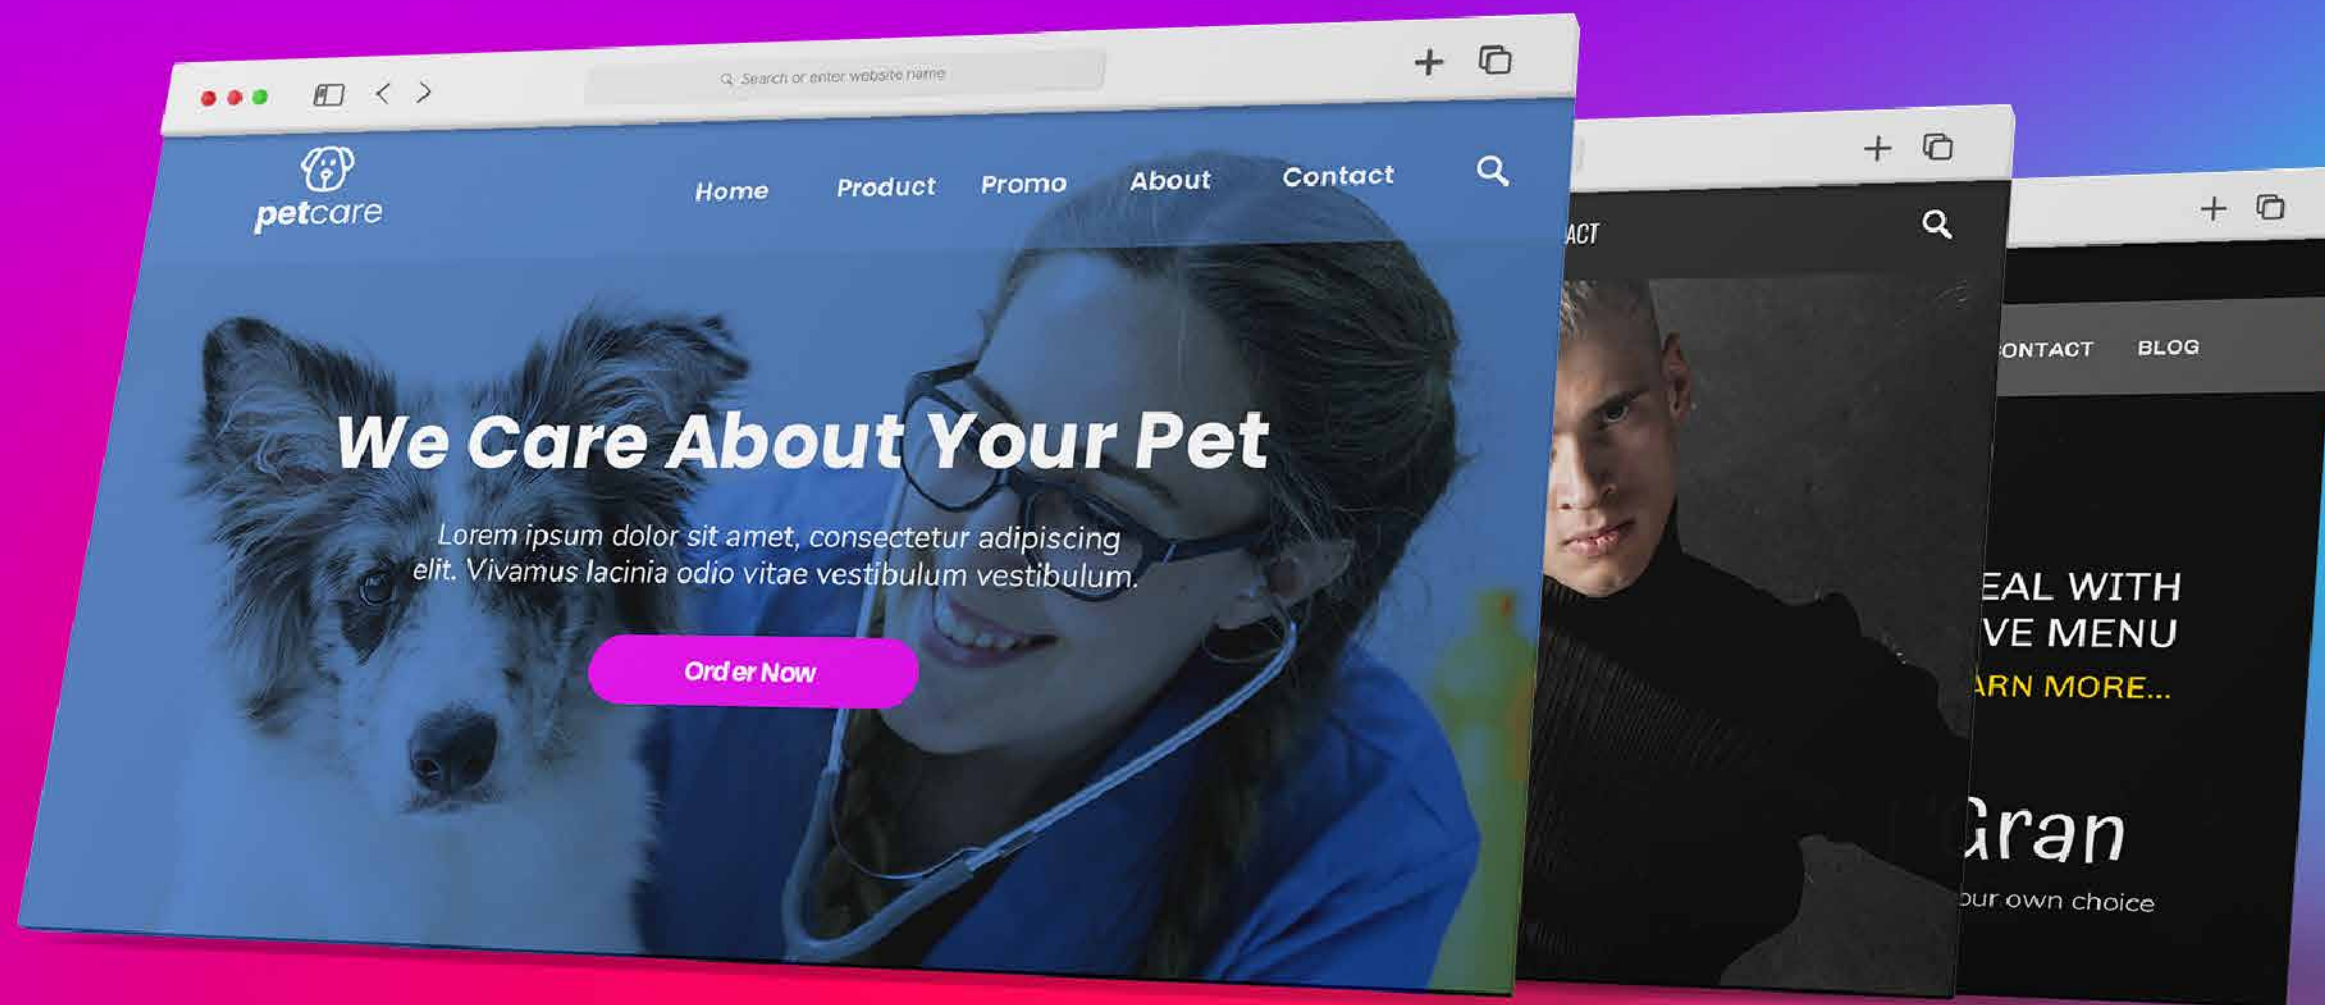 Search or enter website name
petcare
Home Product Promo About Contact
We Care About Your Pet
Lorem ipsum dolor sit amet, consectetur adipiscing
elit. Vivamus lacinia odio vitae vestibulum vestibulum.
Order Now
ACT
ONTACT BLOG
EAL WITH
VE MENU
ARN MORE...
Gran
our own choice